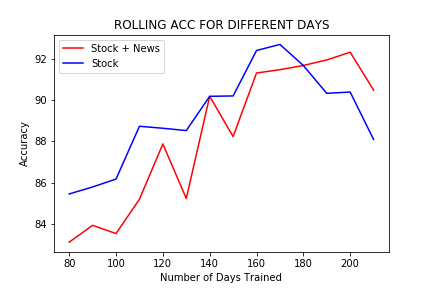 ROLLING ACC FOR DIFFERENT DAYS
Stock + News
Stock
92
90
88
86
84
Accuracy
80 100 120 140 160 180 200
Number of Days Trained